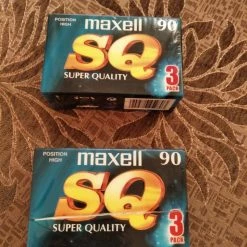 POSITION
HIGH
maxell 90
SQ
SUPER QUALITY
3
PACK
POSITION
HIGH
maxell 90
SQ
SUPER QUALITY
3
PACK